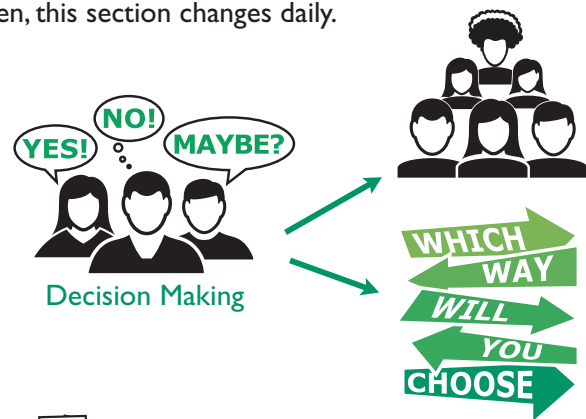 en, this section changes daily.
NO!
YES!
MAYBE?
Decision Making
WHICH
WAY
WILL
YOU
CHOOSE